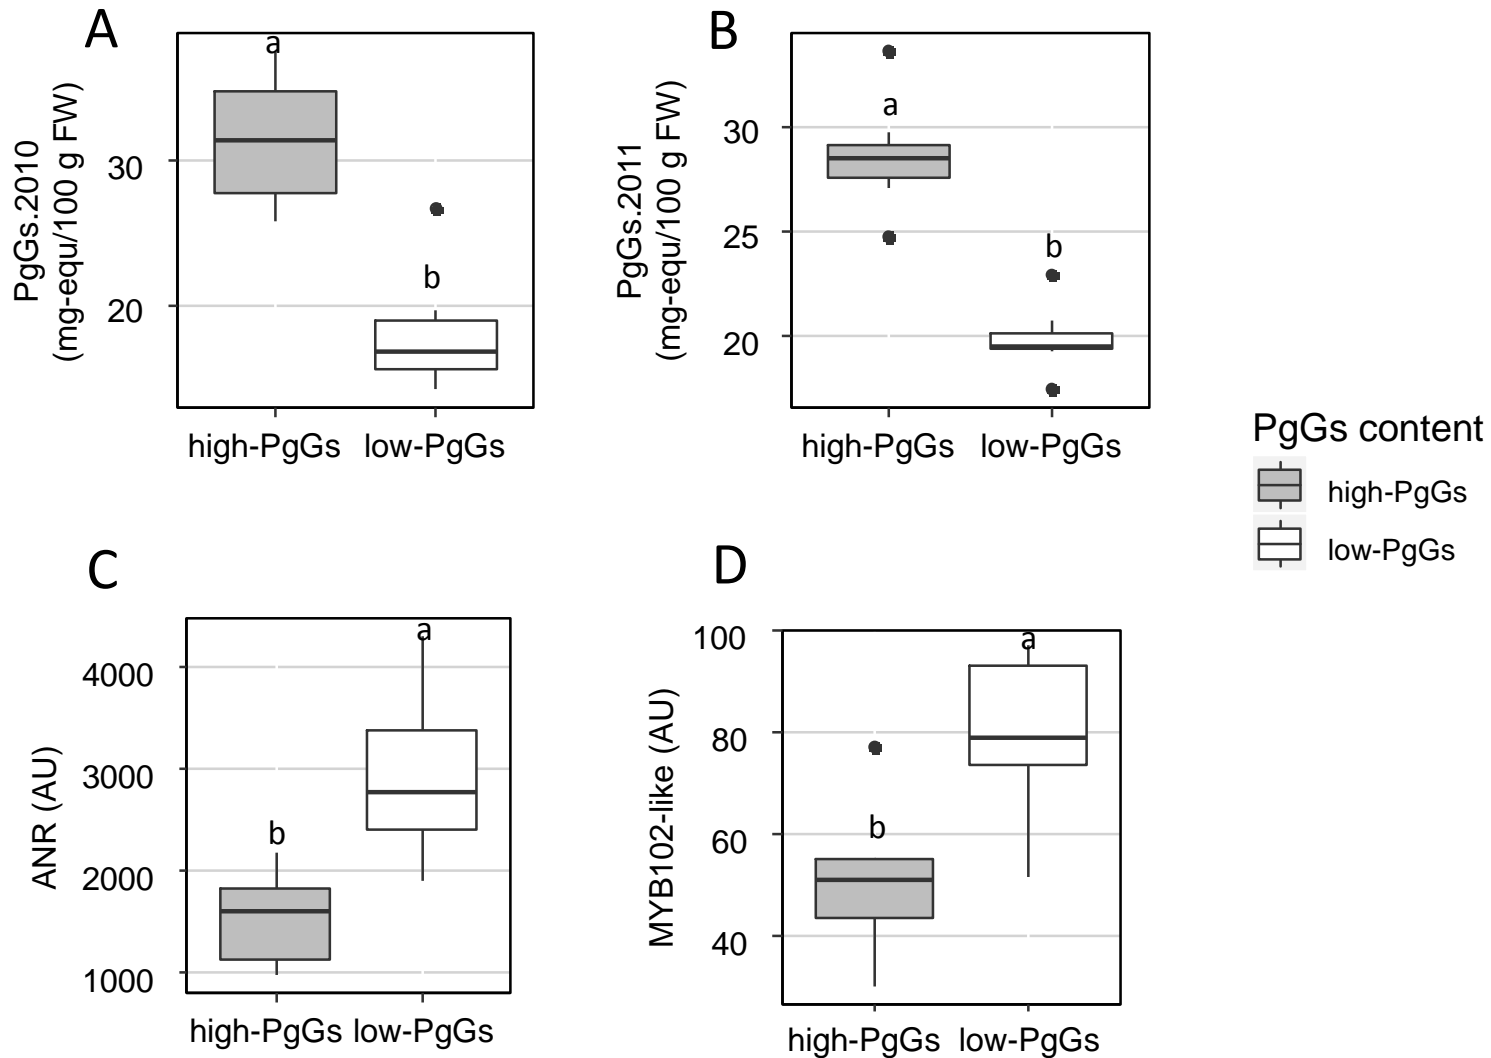 A
PgGs.2010
(mg-equ/100 g FW)
30
20
a
b
high-PgGs
low-PgGs
B
PgGs.2011
(mg-equ/100 g FW)
30
25
20
a
b
high-PgGs
low-PgGs
PgGs content
high-PgGs
low-PgGs
C
ANR (AU)
4000
3000
2000
1000
b
a
high-PgGs
low-PgGs
D
MYB102-like (AU)
100
80
60
40
b
a
high-PgGs
low-PgGs